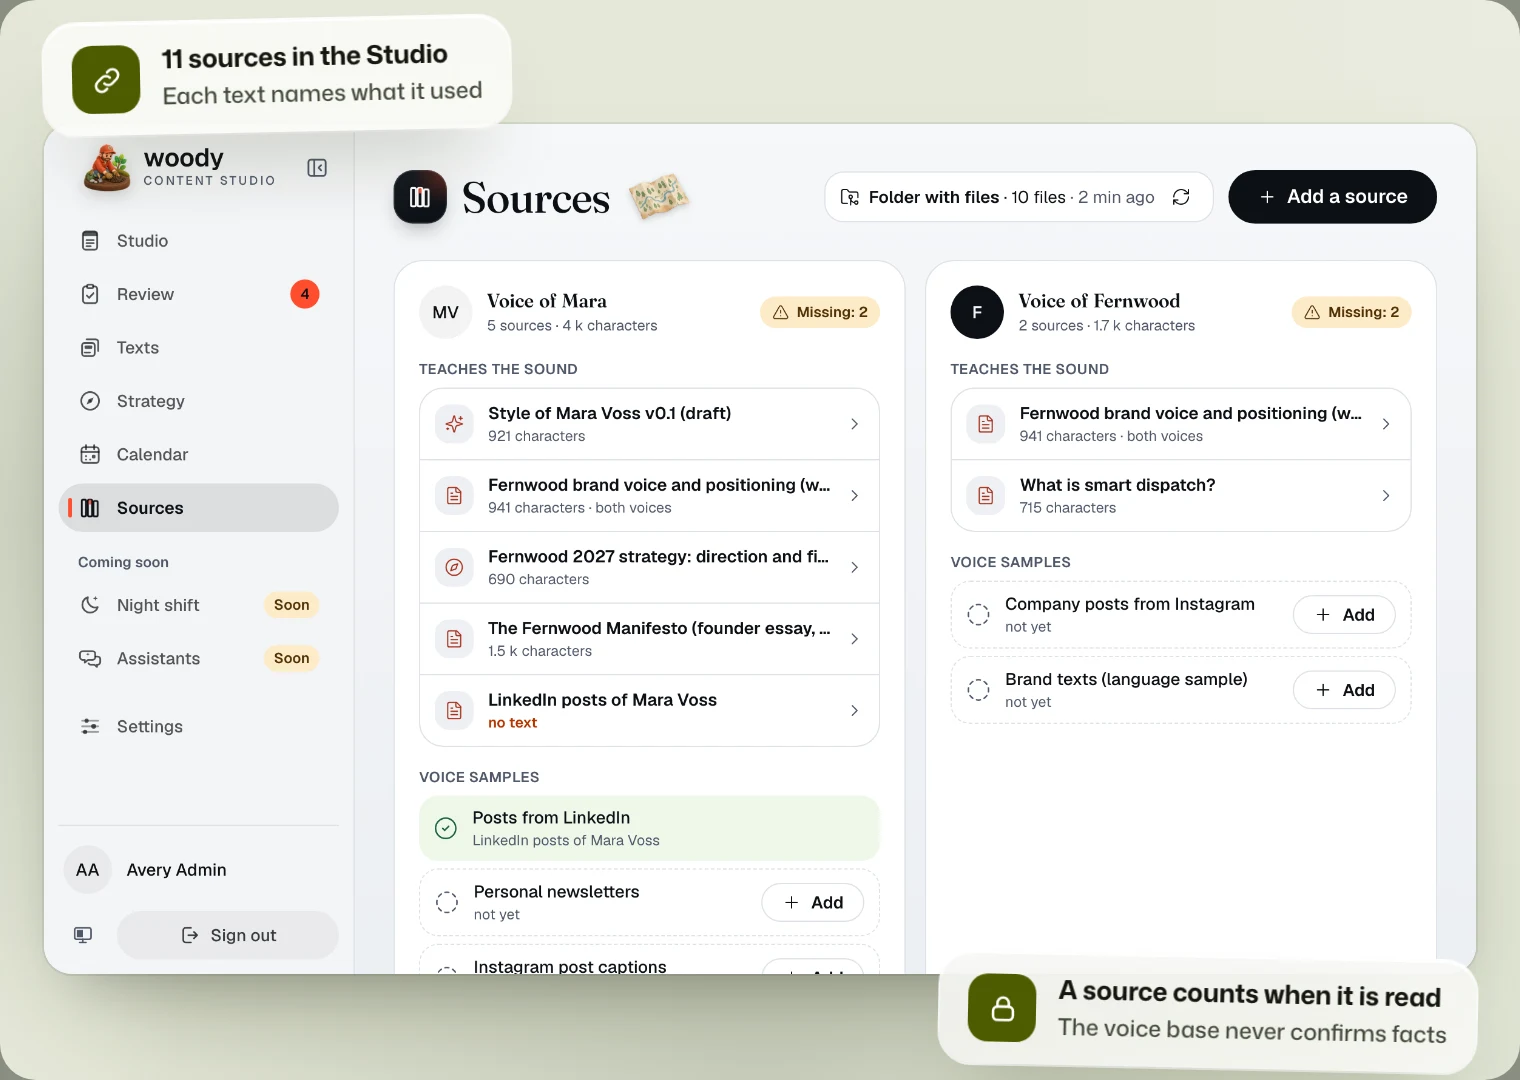 11 sources in the Studio
Each text names what it used
woody
CONTENT STUDIO
Studio
Review
4
Texts
Strategy
Calendar
Sources
Coming soon
Night shift
Soon
Assistants
Soon
Settings
AA
Avery Admin
Sign out
Sources
Folder with files · 10 files · 2 min ago
+ Add a source
MV
Voice of Mara
5 sources · 4 k characters
Missing: 2
TEACHES THE SOUND
Style of Mara Voss v0.1 (draft)
921 characters
Fernwood brand voice and positioning (w...
941 characters · both voices
Fernwood 2027 strategy: direction and fi...
690 characters
The Fernwood Manifesto (founder essay, ...
1.5 k characters
LinkedIn posts of Mara Voss
no text
VOICE SAMPLES
Posts from LinkedIn
LinkedIn posts of Mara Voss
Personal newsletters
not yet
+ Add
Instagram post captions
+ Add
F
Voice of Fernwood
2 sources · 1.7 k characters
Missing: 2
TEACHES THE SOUND
Fernwood brand voice and positioning (w...
941 characters · both voices
What is smart dispatch?
715 characters
VOICE SAMPLES
Company posts from Instagram
not yet
+ Add
Brand texts (language sample)
not yet
+ Add
A source counts when it is read
The voice base never confirms facts